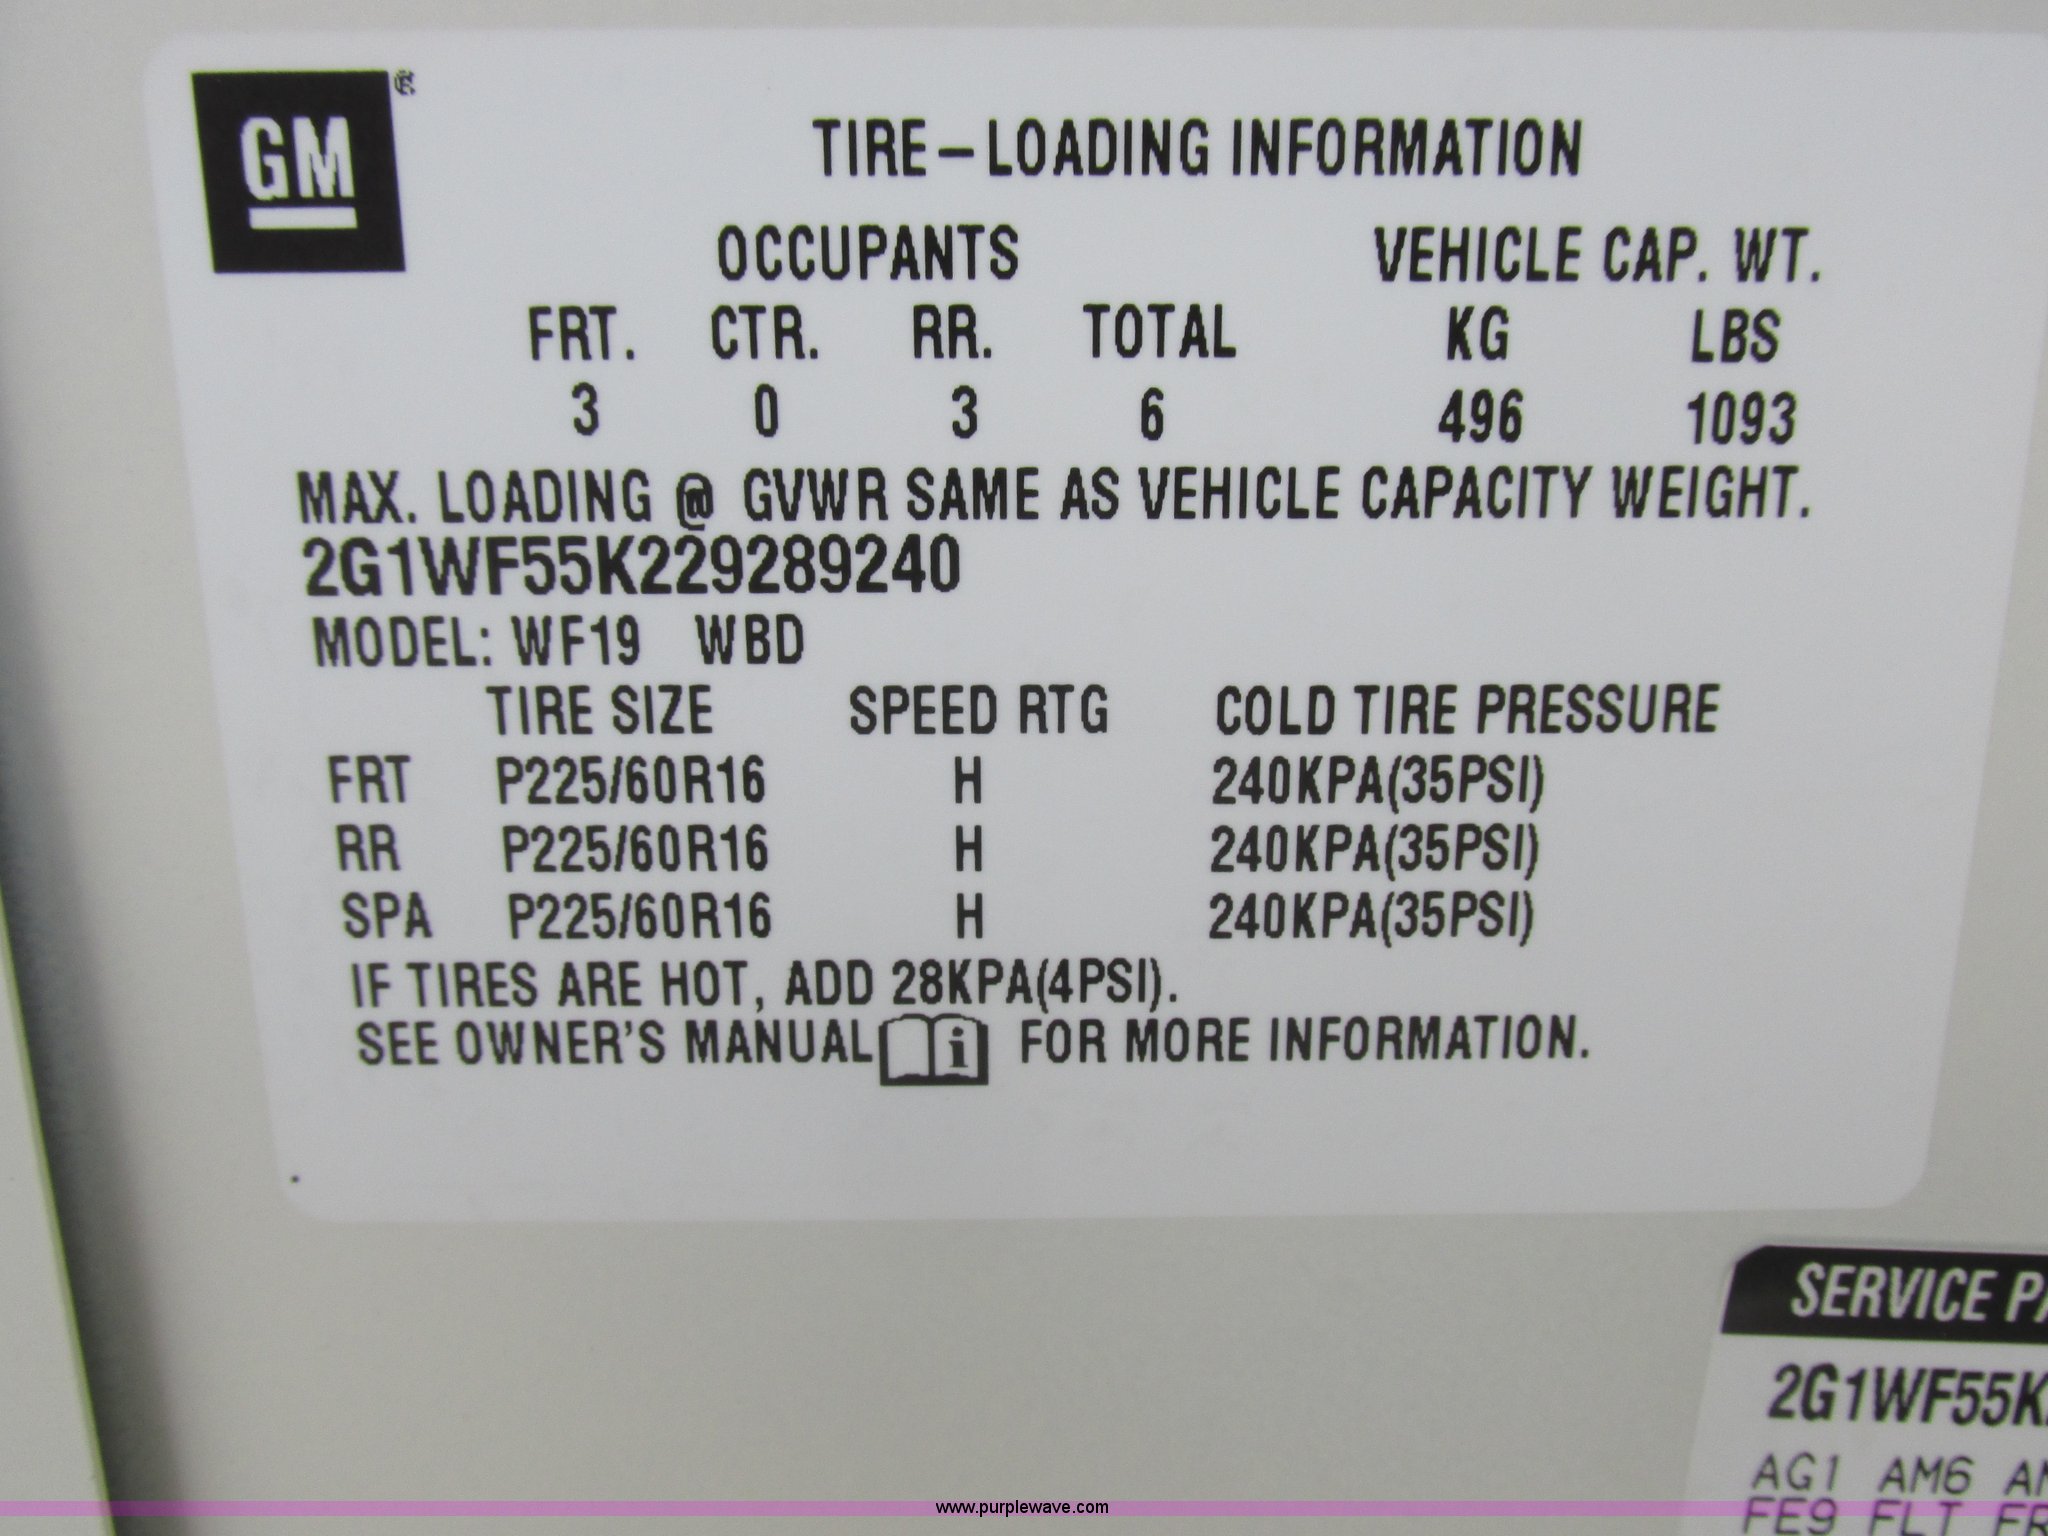 GM
TIRE–LOADING INFORMATION
OCCUPANTS VEHICLE CAP. WT.
FRT. CTR. RR. TOTAL KG LBS
3 0 3 6 496 1093
MAX. LOADING @ GVWR SAME AS VEHICLE CAPACITY WEIGHT.
2G1WF55K229289240
MODEL: WF19 WBD
TIRE SIZE SPEED RTG COLD TIRE PRESSURE
FRT P225/60R16 H 240KPA(35PSI)
RR P225/60R16 H 240KPA(35PSI)
SPA P225/60R16 H 240KPA(35PSI)
IF TIRES ARE HOT, ADD 28KPA(4PSI).
SEE OWNER'S MANUAL i FOR MORE INFORMATION.
SERVICE
2G1WF55K
AG1 AM6
FE9 FLT
www.purplewave.com